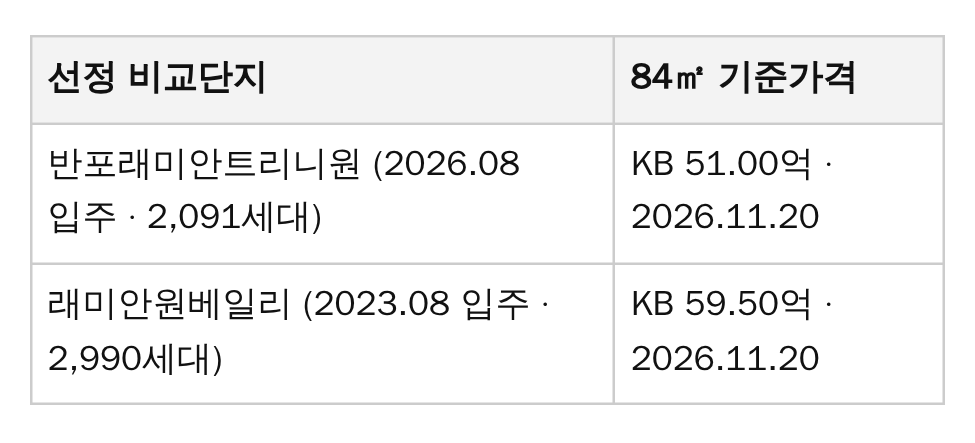 선정 비교단지
84㎡ 기준가격
반포래미안트리니원 (2026.08
입주 · 2,091세대)
KB 51.00억 ·
2026.11.20
래미안원베일리 (2023.08 입주 ·
2,990세대)
KB 59.50억 ·
2026.11.20